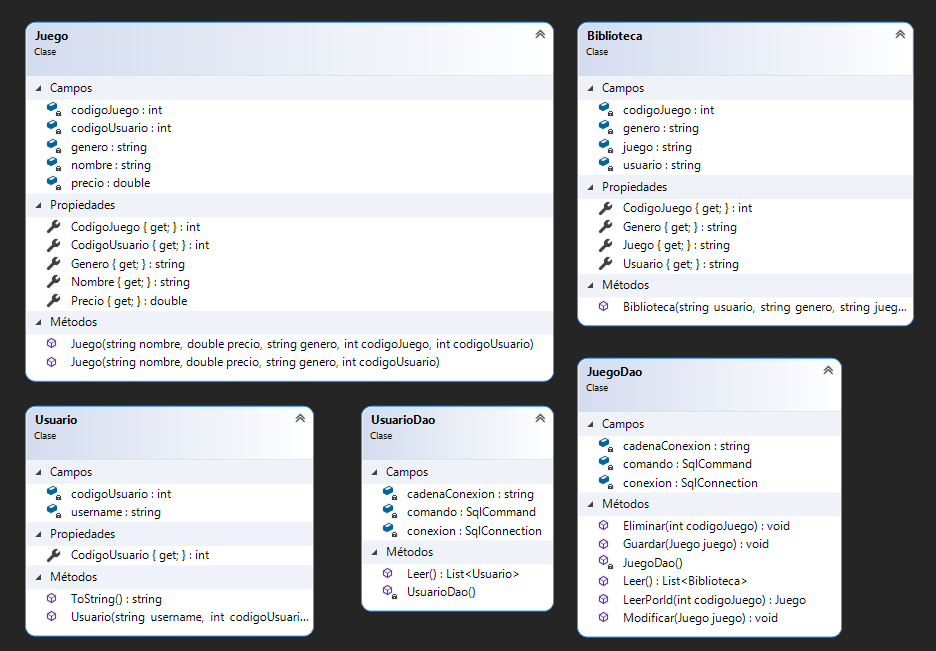 Juego
Clase
Campos
codigoJuego : int
codigoUsuario : int
genero : string
nombre : string
precio : double
Propiedades
CodigoJuego { get; } : int
CodigoUsuario { get; } : int
Genero { get; } : string
Nombre { get; } : string
Precio { get; } : double
Métodos
Juego(string nombre, double precio, string genero, int codigoJuego, int codigoUsuario)
Juego(string nombre, double precio, string genero, int codigoUsuario)
Biblioteca
Clase
Campos
codigoJuego : int
genero : string
juego : string
usuario : string
Propiedades
CodigoJuego { get; } : int
Genero { get; } : string
Juego { get; } : string
Usuario { get; } : string
Métodos
Biblioteca(string usuario, string genero, string jueg...
Usuario
Clase
Campos
codigoUsuario : int
username : string
Propiedades
CodigoUsuario { get; } : int
Métodos
ToString() : string
Usuario(string username, int codigoUsuari...
UsuarioDao
Clase
Campos
cadenaConexion : string
comando : SqlCommand
conexion : SqlConnection
Métodos
Leer() : List<Usuario>
UsuarioDao()
JuegoDao
Clase
Campos
cadenaConexion : string
comando : SqlCommand
conexion : SqlConnection
Métodos
Eliminar(int codigoJuego) : void
Guardar(Juego juego) : void
JuegoDao()
Leer() : List<Biblioteca>
LeerPorId(int codigoJuego) : Juego
Modificar(Juego juego) : void